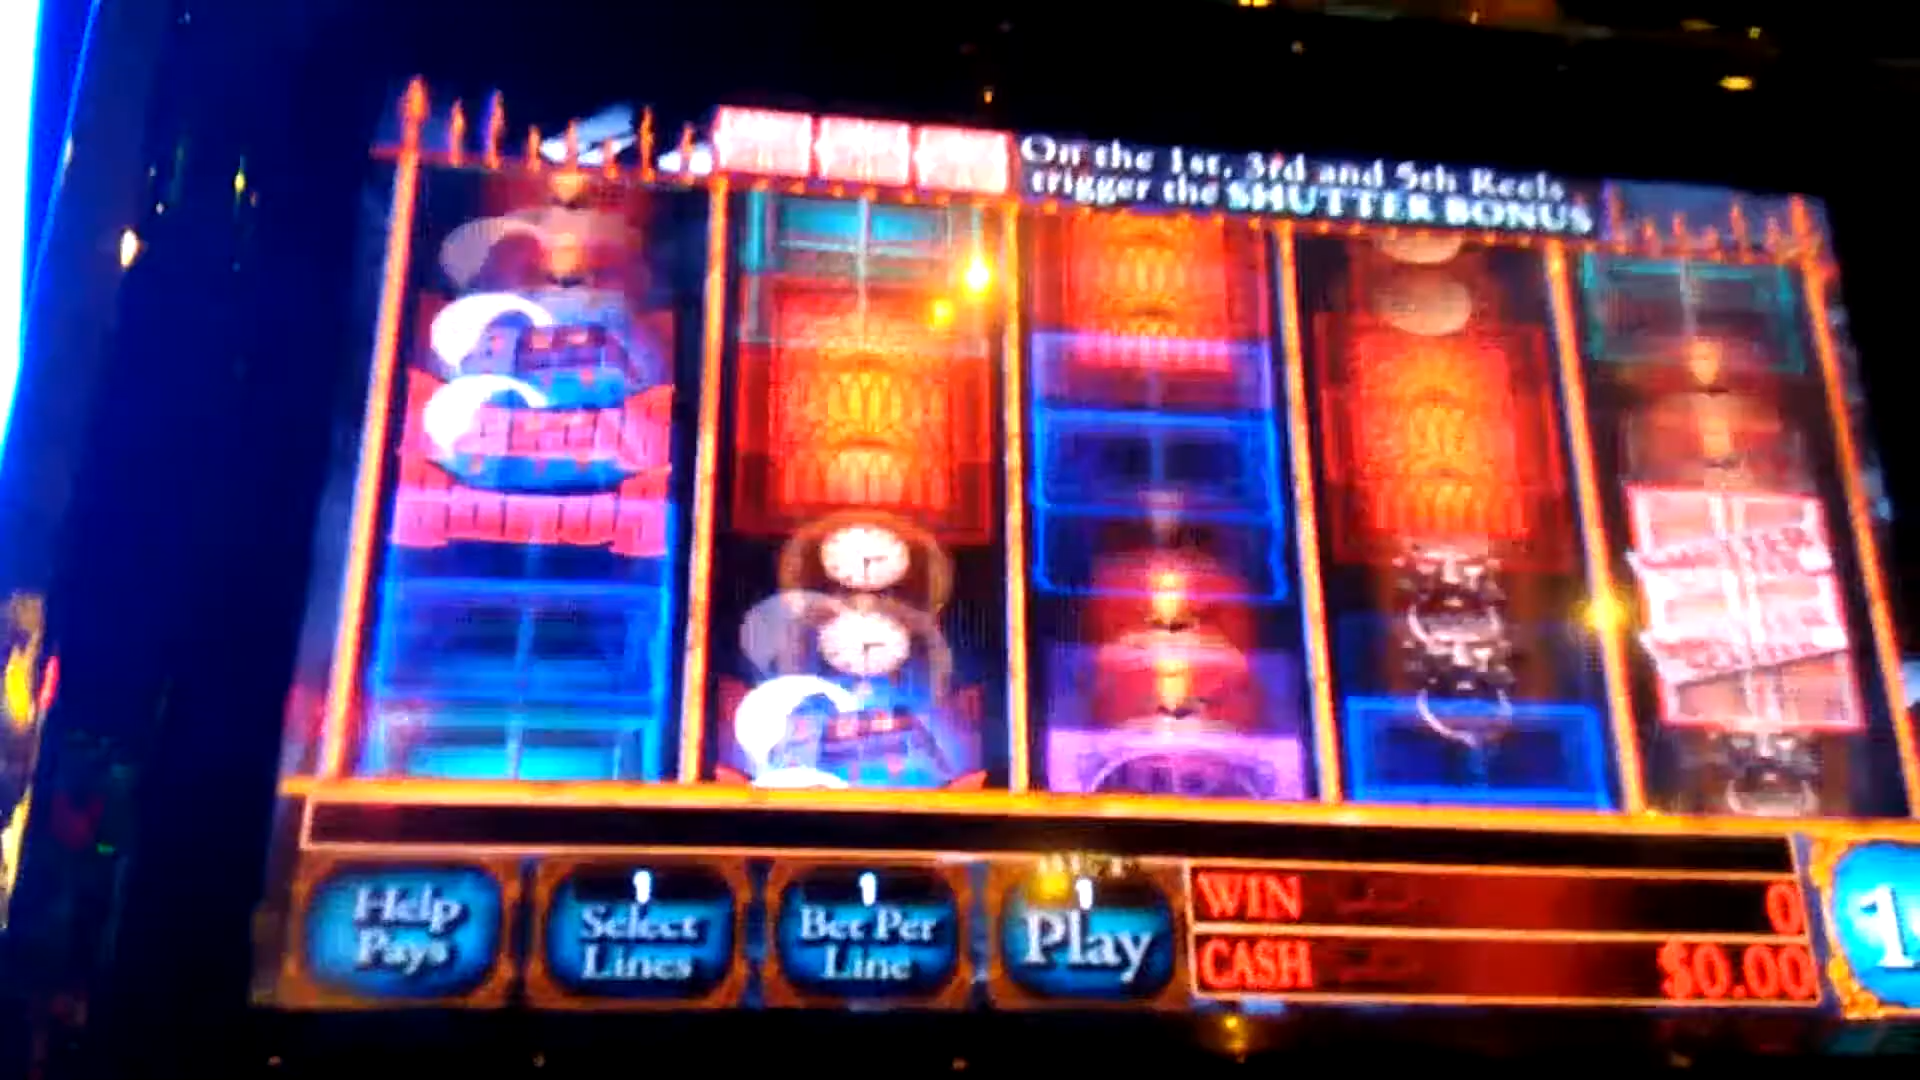 On the 1st, 3rd and 5th Reels
trigger the SHUTTER BONUS
Help
Pays
1
Select
Lines
1
Bet Per
Line
1
Play
WIN 0
CASH $0.00
1